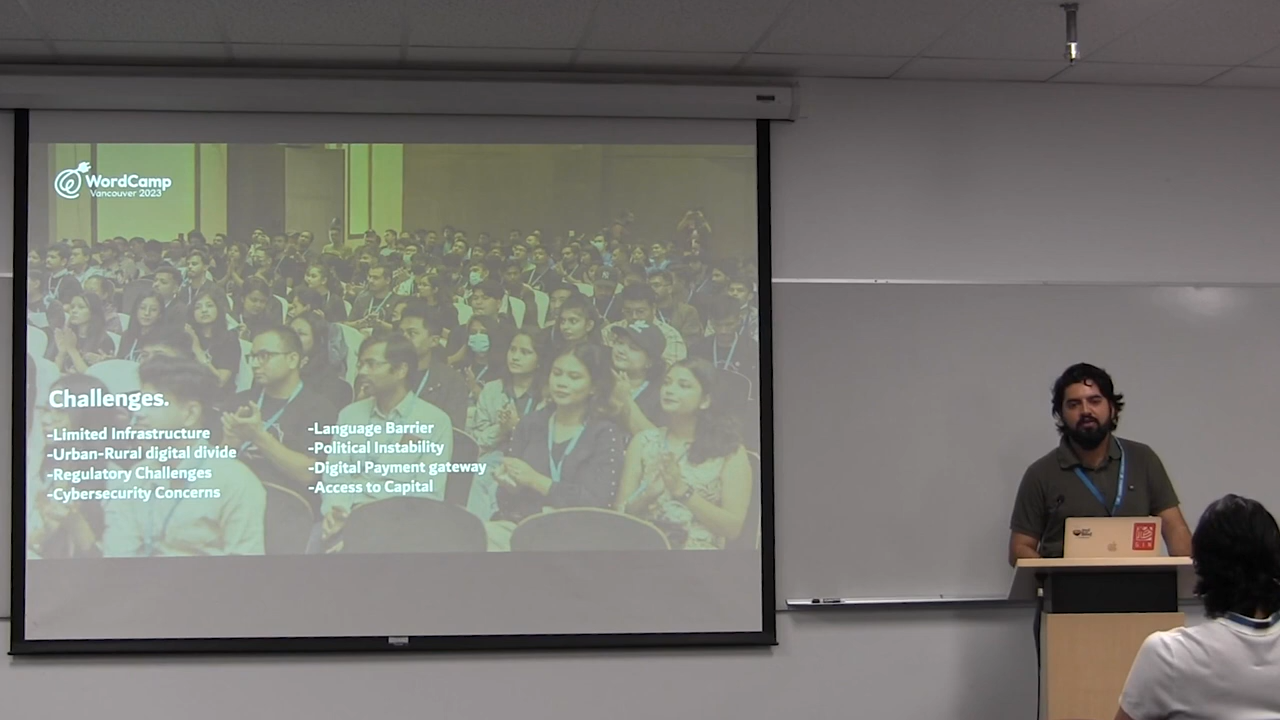 WordCamp
Vancouver 2023
Challenges.
-Limited Infrastructure
-Urban-Rural digital divide
-Regulatory Challenges
-Cybersecurity Concerns
-Language Barrier
-Political Instability
-Digital Payment gateway
-Access to Capital